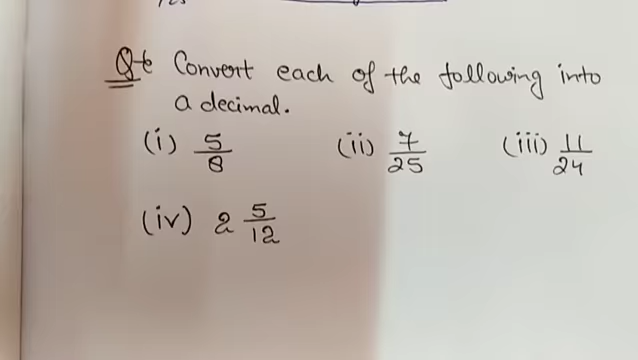 Q6 Convert each of the following into
a decimal.
(i) 5/8 (ii) 7/25 (iii) 11/24
(iv) 2 5/12